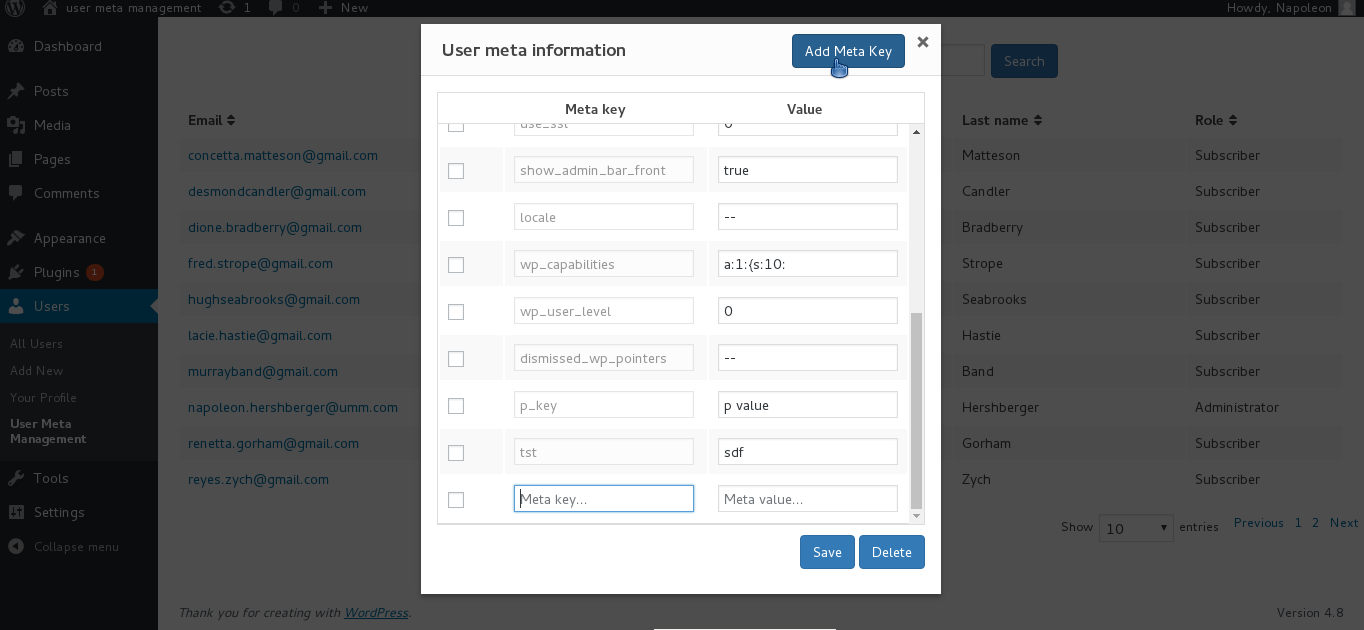 user meta management 1 0 New Howdy, Napoleon
Dashboard
Posts
Media
Pages
Comments
Appearance
Plugins 1
Users
All Users
Add New
Your Profile
User Meta
Management
Tools
Settings
Collapse menu
User meta information Add Meta Key ×
Search
Meta key Value
use_ssl 0
show_admin_bar_front true
locale --
wp_capabilities a:1:{s:10:
wp_user_level 0
dismissed_wp_pointers --
p_key p value
tst sdf
Meta key... Meta value...
Save Delete
Email Last name Role
concetta.matteson@gmail.com Matteson Subscriber
desmondcandler@gmail.com Candler Subscriber
dione.bradberry@gmail.com Bradberry Subscriber
fred.strope@gmail.com Strope Subscriber
hughseabrooks@gmail.com Seabrooks Subscriber
lacie.hastie@gmail.com Hastie Subscriber
murrayband@gmail.com Band Subscriber
napoleon.hershberger@umm.com Hershberger Administrator
renetta.gorham@gmail.com Gorham Subscriber
reyes.zych@gmail.com Zych Subscriber
Show 10 entries Previous 1 2 Next
Thank you for creating with WordPress. Version 4.8